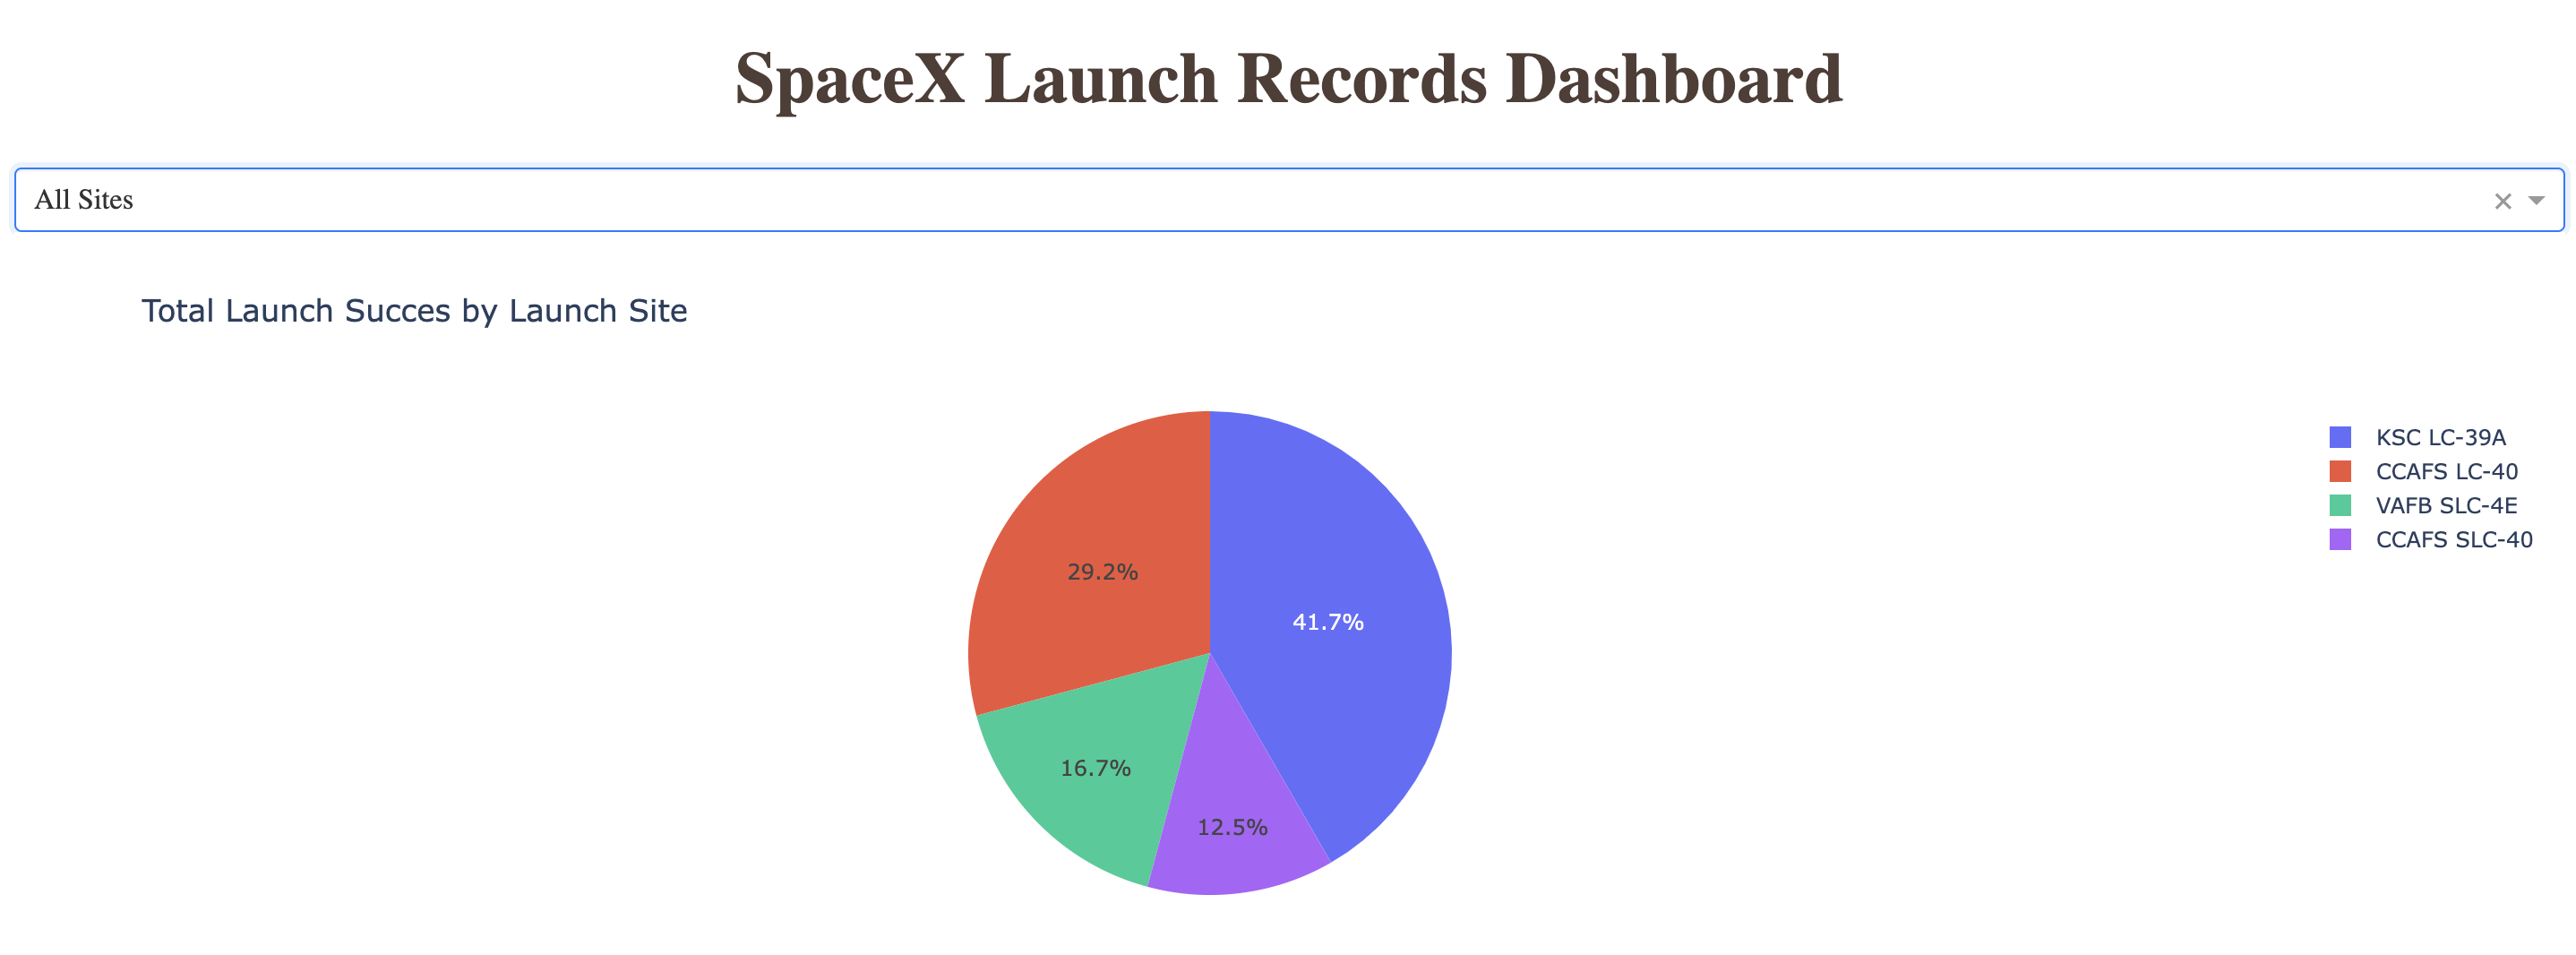 SpaceX Launch Records Dashboard
All Sites
Total Launch Succes by Launch Site
KSC LC-39A
CCAFS LC-40
VAFB SLC-4E
CCAFS SLC-40
29.2%
41.7%
16.7%
12.5%